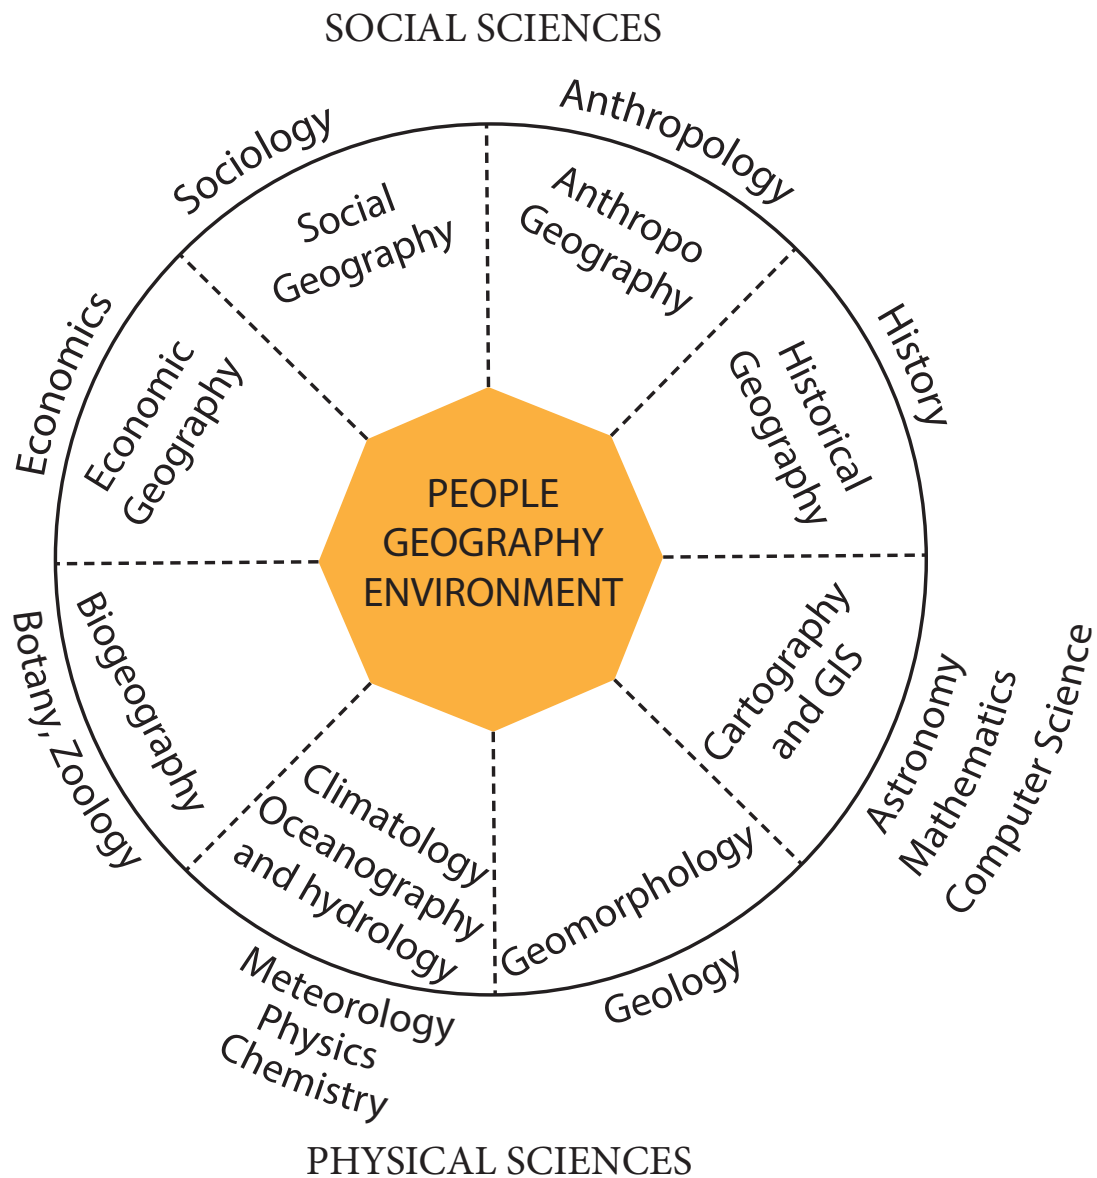 SOCIAL SCIENCES
Sociology
Anthropology
Social
Geography
Anthropo
Geography
Economics
Economic
Geography
History
Historical
Geography
PEOPLE
GEOGRAPHY
ENVIRONMENT
Botany, Zoology
Biogeography
Cartography
and GIS
Astronomy
Mathematics
Computer Science
Climatology
Oceanography
and hydrology
Geomorphology
Geology
Meteorology
Physics
Chemistry
PHYSICAL SCIENCES